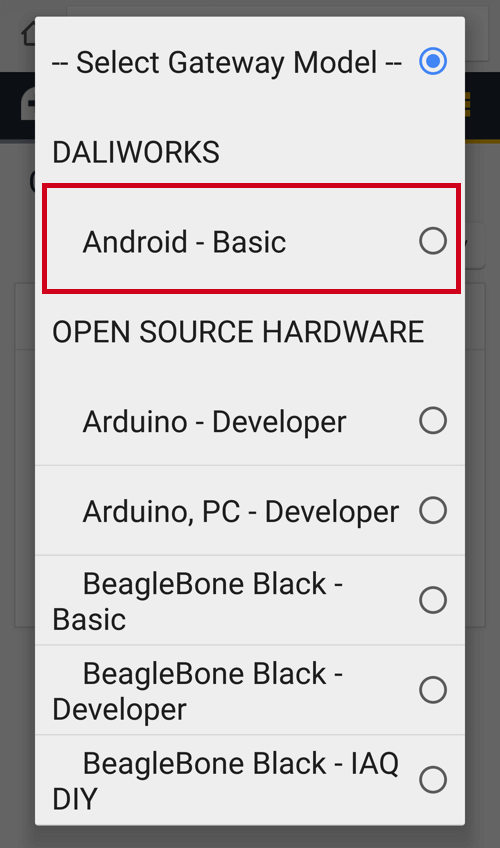 -- Select Gateway Model --
DALIWORKS
Android - Basic
OPEN SOURCE HARDWARE
Arduino - Developer
Arduino, PC - Developer
BeagleBone Black -
Basic
BeagleBone Black -
Developer
BeagleBone Black - IAQ
DIY